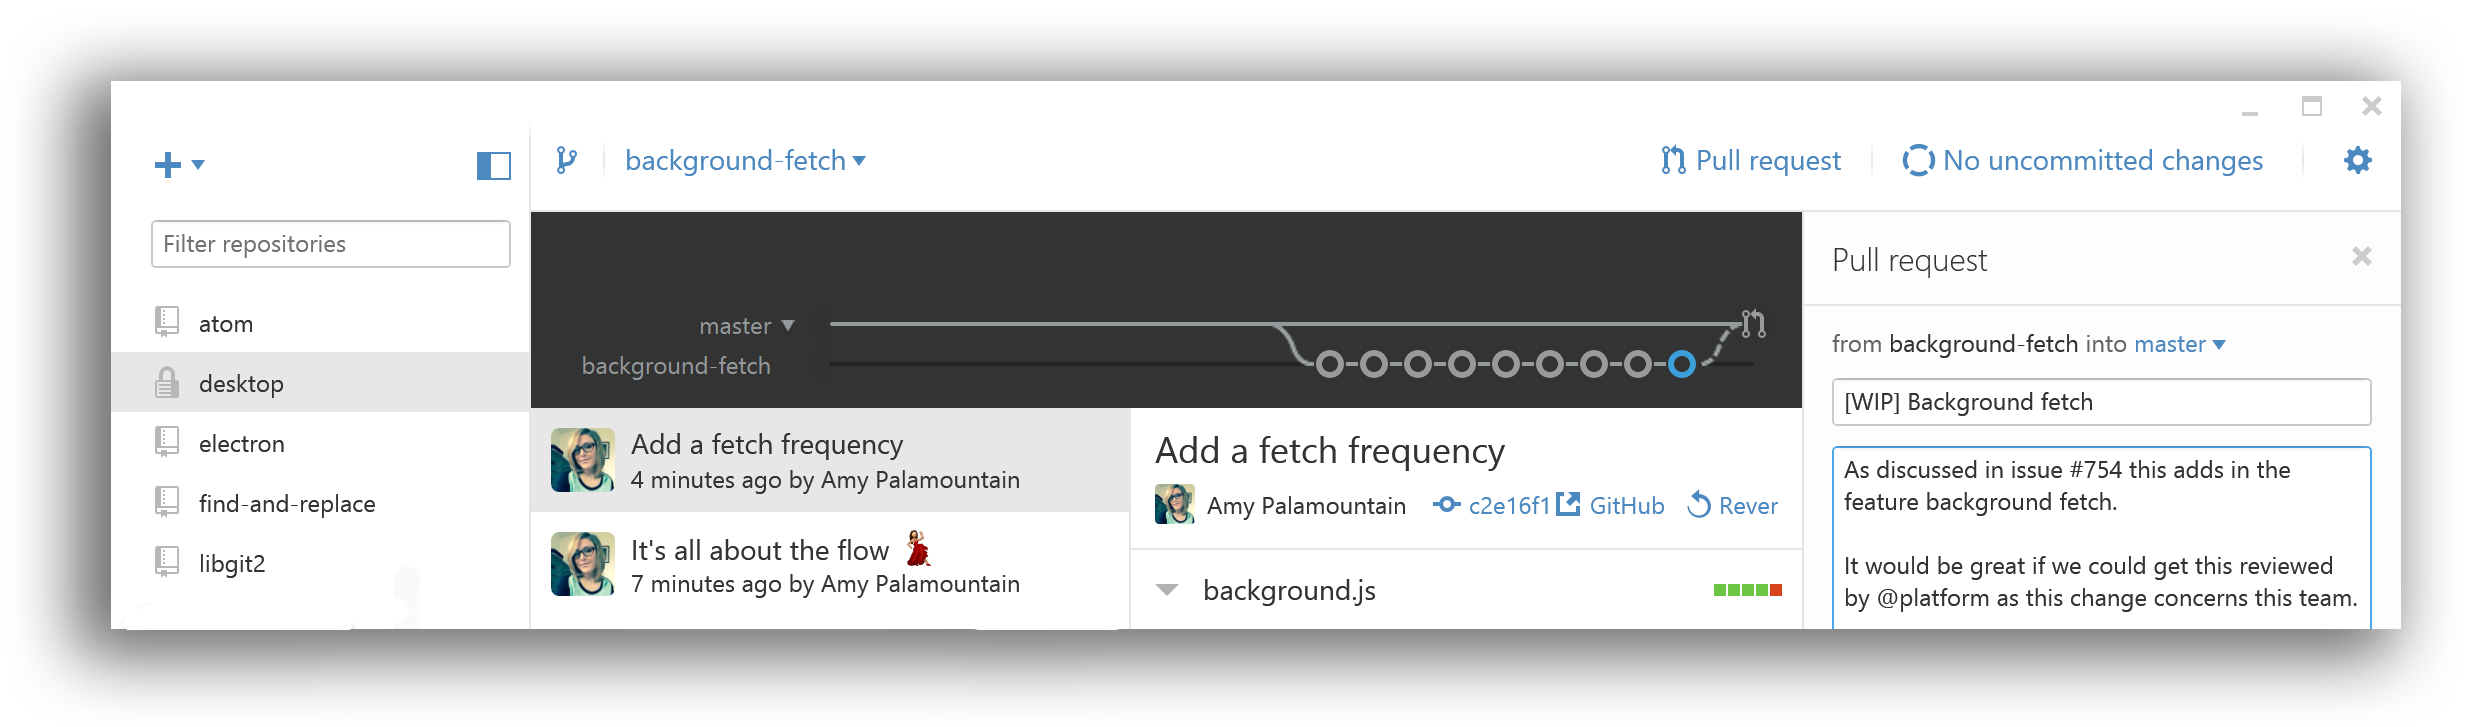 background-fetch
Pull request
No uncommitted changes
Filter repositories
atom
desktop
electron
find-and-replace
libgit2
master
background-fetch
Add a fetch frequency
4 minutes ago by Amy Palamountain
It's all about the flow 💃
7 minutes ago by Amy Palamountain
Add a fetch frequency
Amy Palamountain c2e16f1 GitHub Rever
background.js
Pull request
from background-fetch into master
[WIP] Background fetch
As discussed in issue #754 this adds in the
feature background fetch.
It would be great if we could get this reviewed
by @platform as this change concerns this team.